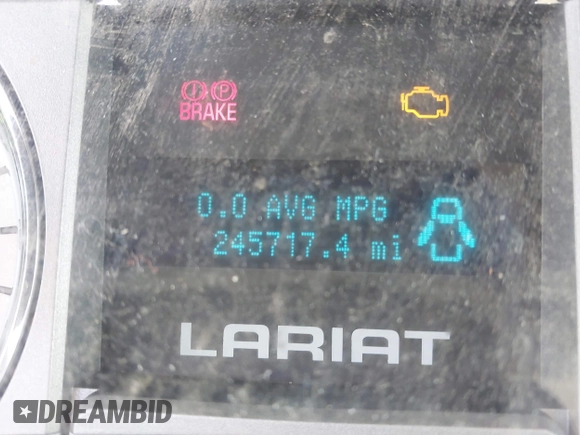 (!) (P)
BRAKE
0.0 AVG MPG
245717.4 mi
LARIAT
DREAMBID